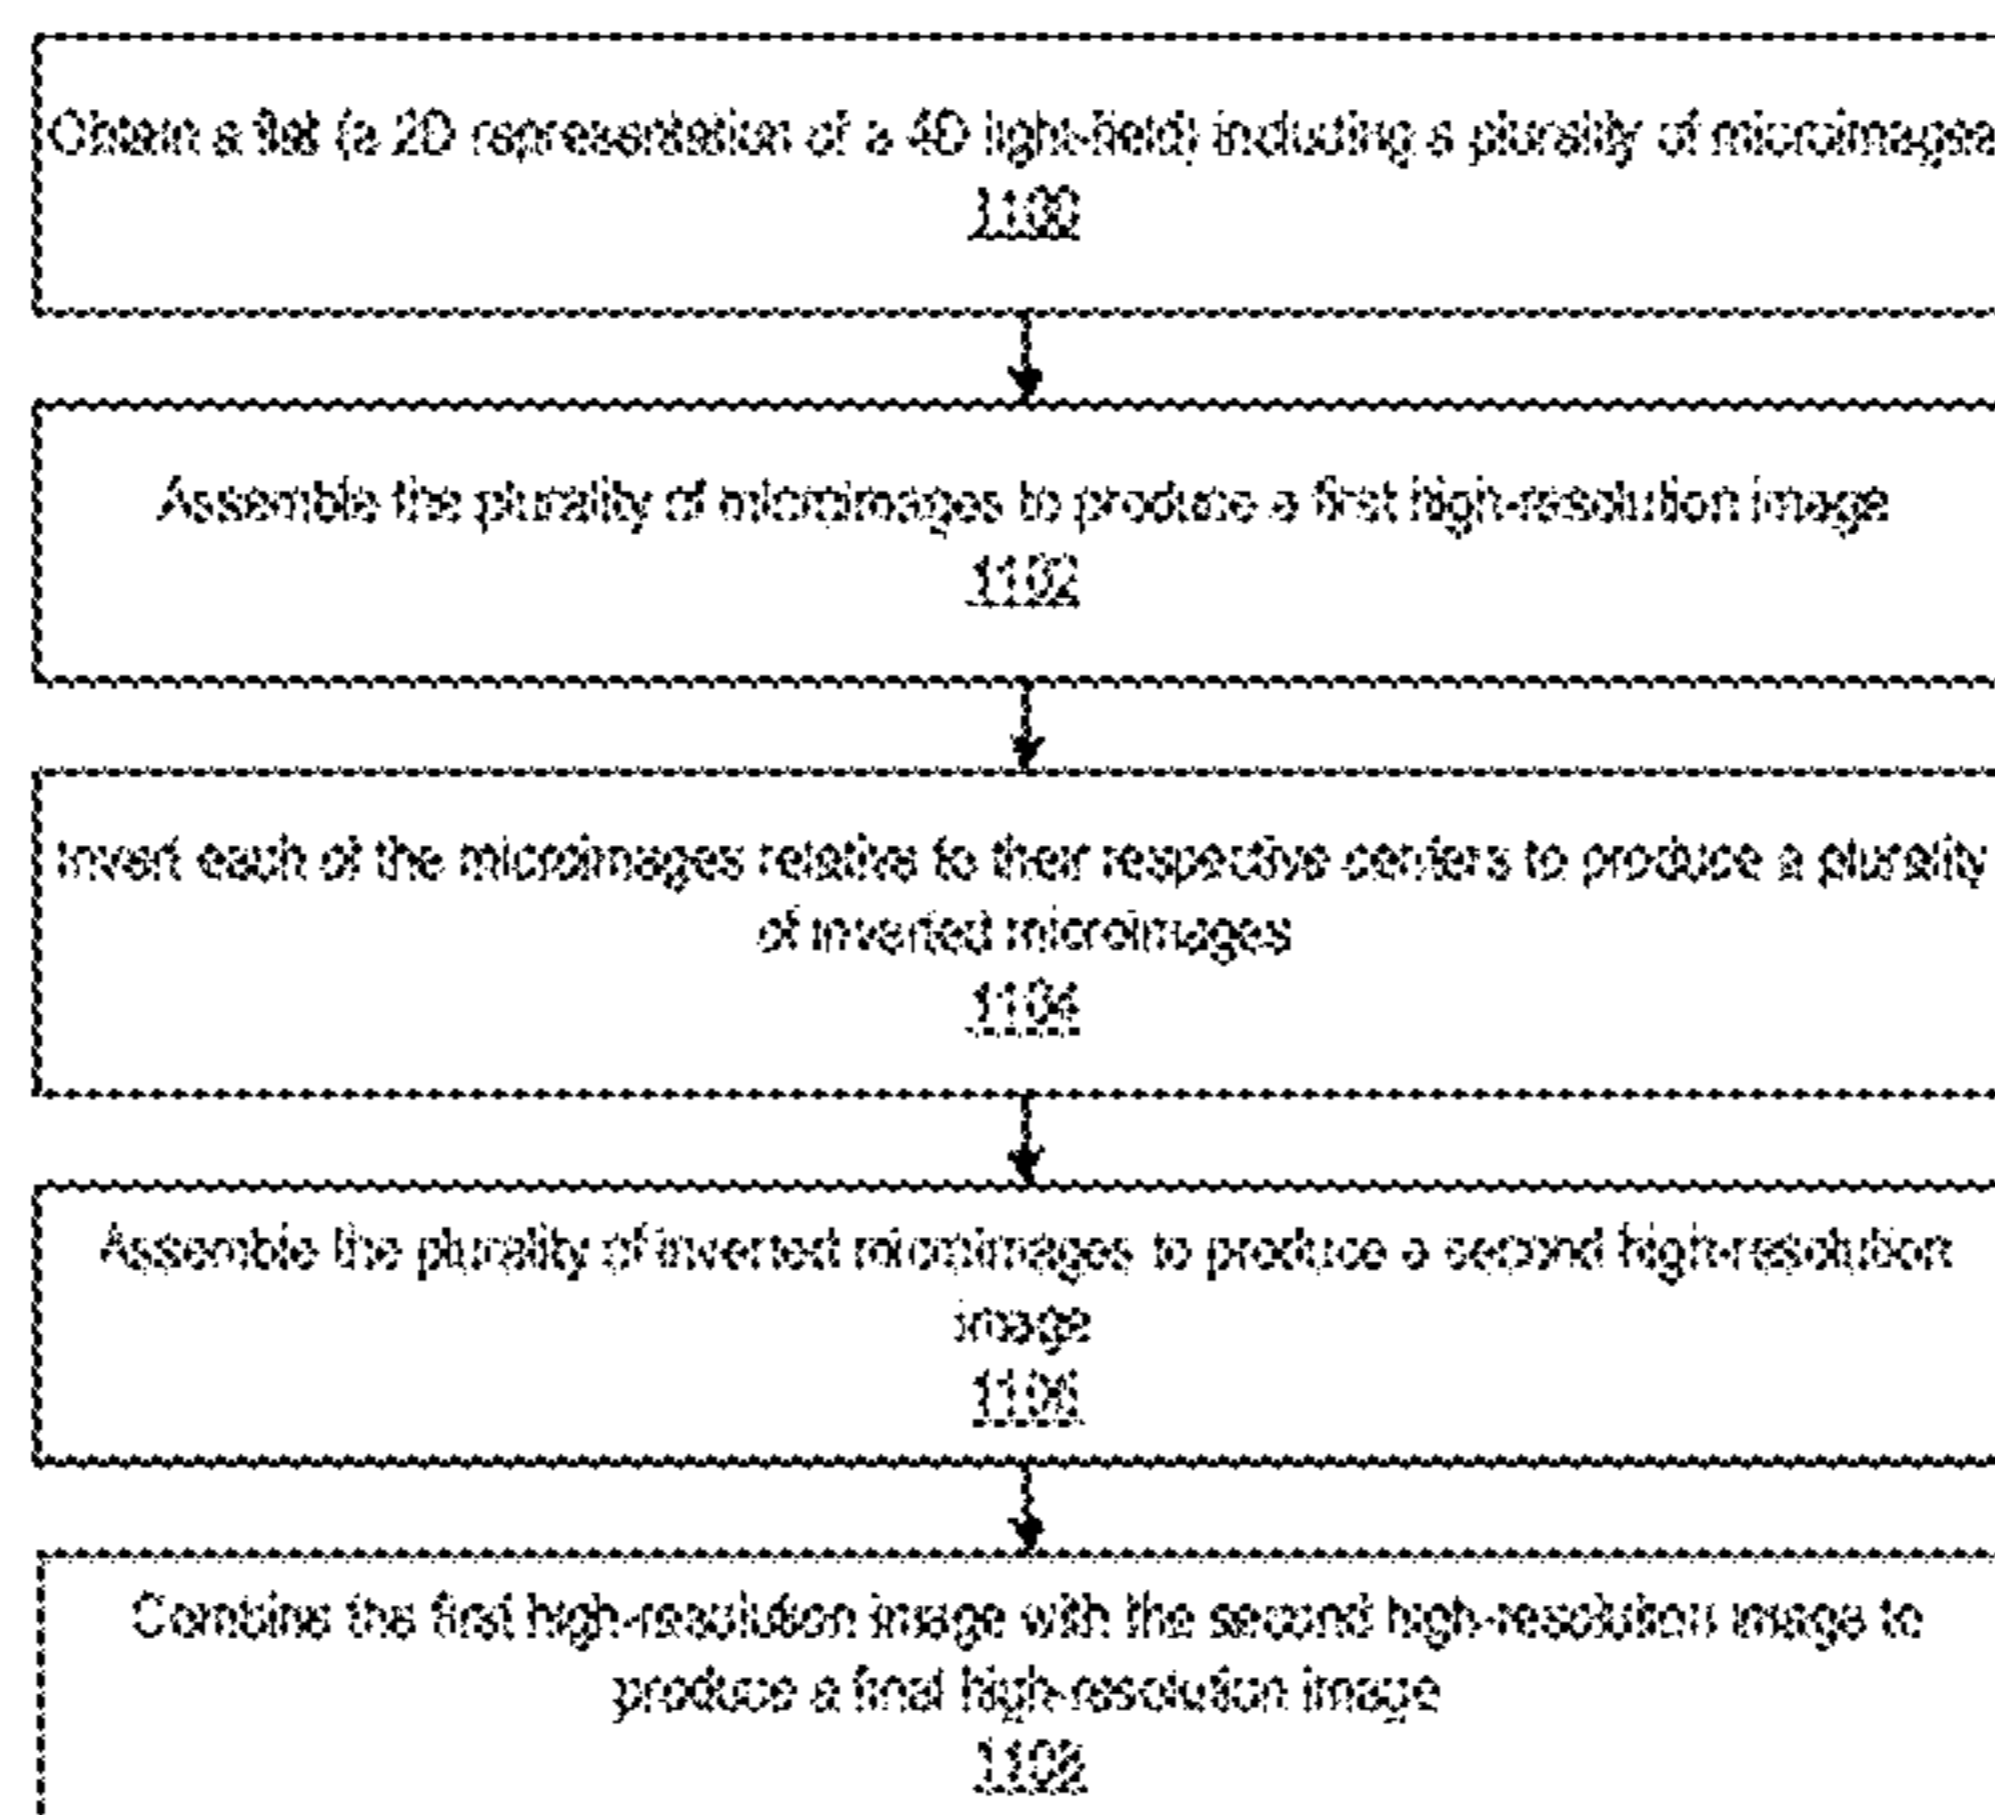 Obtain a flat (a 2D representation of a 4D light-field) including a plurality of microimages
1100
Assemble the plurality of microimages to produce a first high-resolution image
1102
Invert each of the microimages relative to their respective centers to produce a plurality
of inverted microimages
1104
Assemble the plurality of inverted microimages to produce a second high-resolution
image
1106
Combine the first high-resolution image with the second high-resolution image to
produce a final high-resolution image
1108